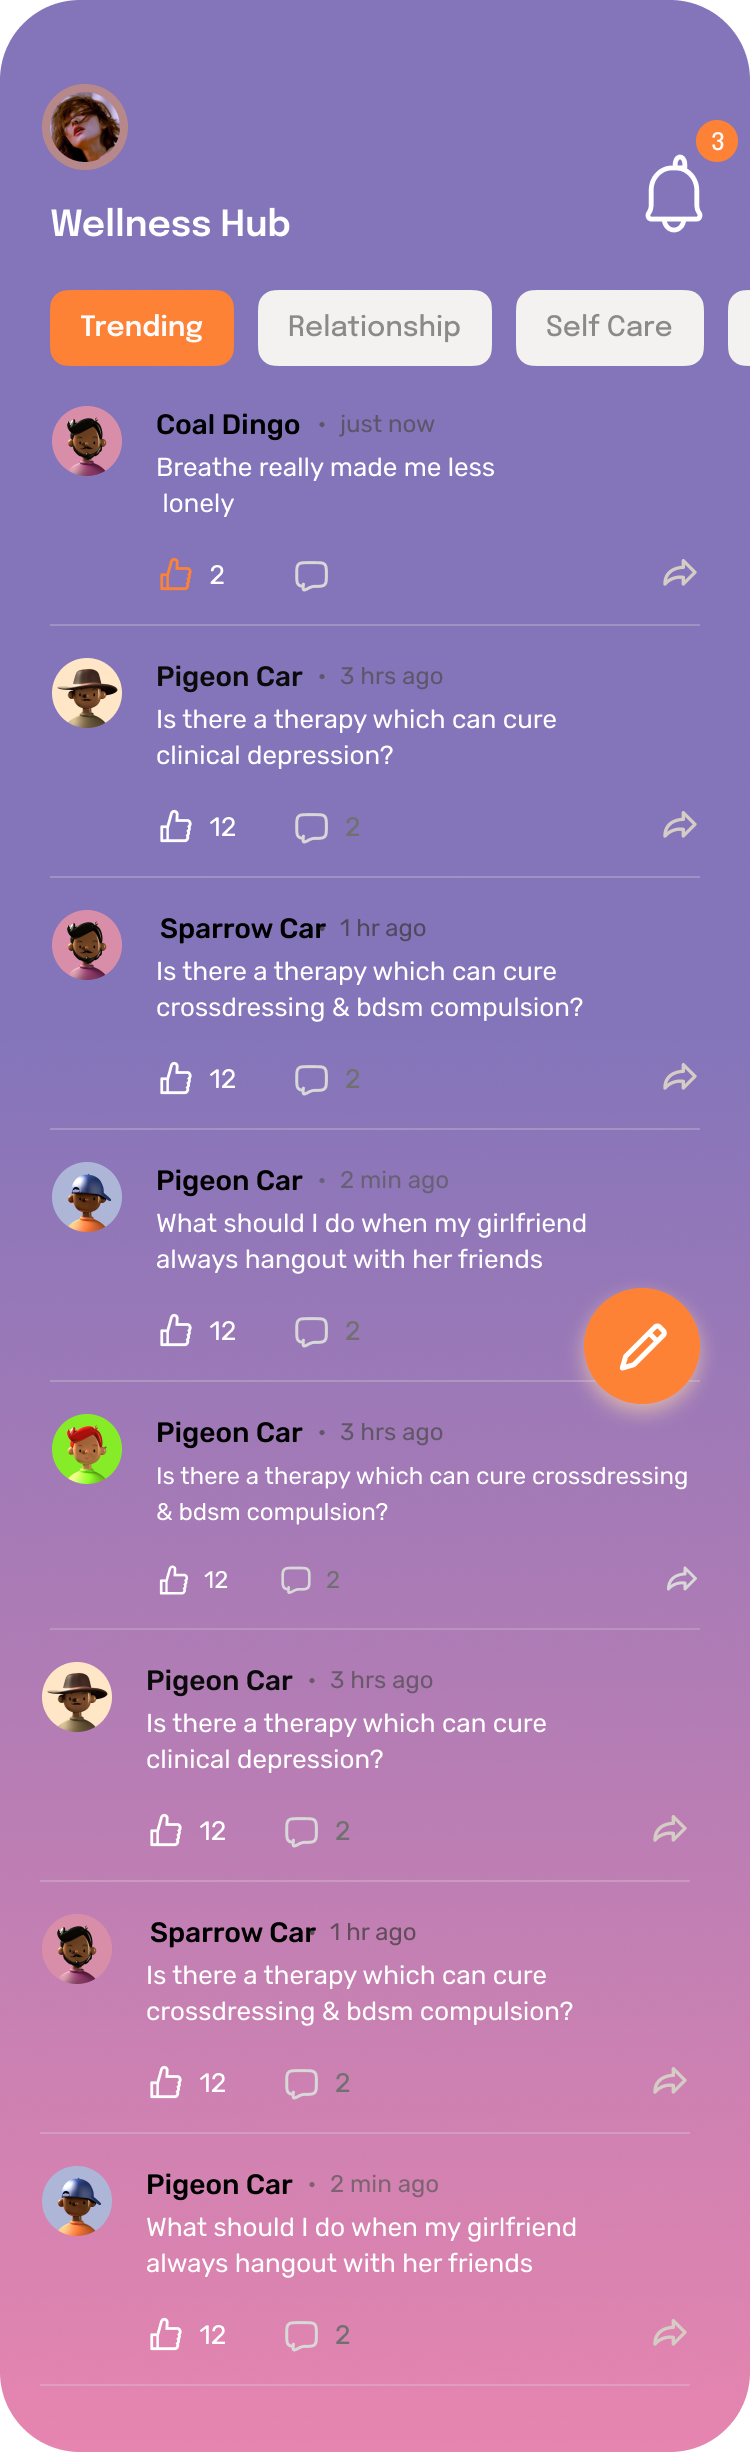 3
Wellness Hub
Trending Relationship Self Care
Coal Dingo • just now
Breathe really made me less
lonely
2
Pigeon Car • 3 hrs ago
Is there a therapy which can cure
clinical depression?
12 2
Sparrow Car 1 hr ago
Is there a therapy which can cure
crossdressing & bdsm compulsion?
12 2
Pigeon Car • 2 min ago
What should I do when my girlfriend
always hangout with her friends
12 2
Pigeon Car • 3 hrs ago
Is there a therapy which can cure crossdressing
& bdsm compulsion?
12 2
Pigeon Car • 3 hrs ago
Is there a therapy which can cure
clinical depression?
12 2
Sparrow Car 1 hr ago
Is there a therapy which can cure
crossdressing & bdsm compulsion?
12 2
Pigeon Car • 2 min ago
What should I do when my girlfriend
always hangout with her friends
12 2